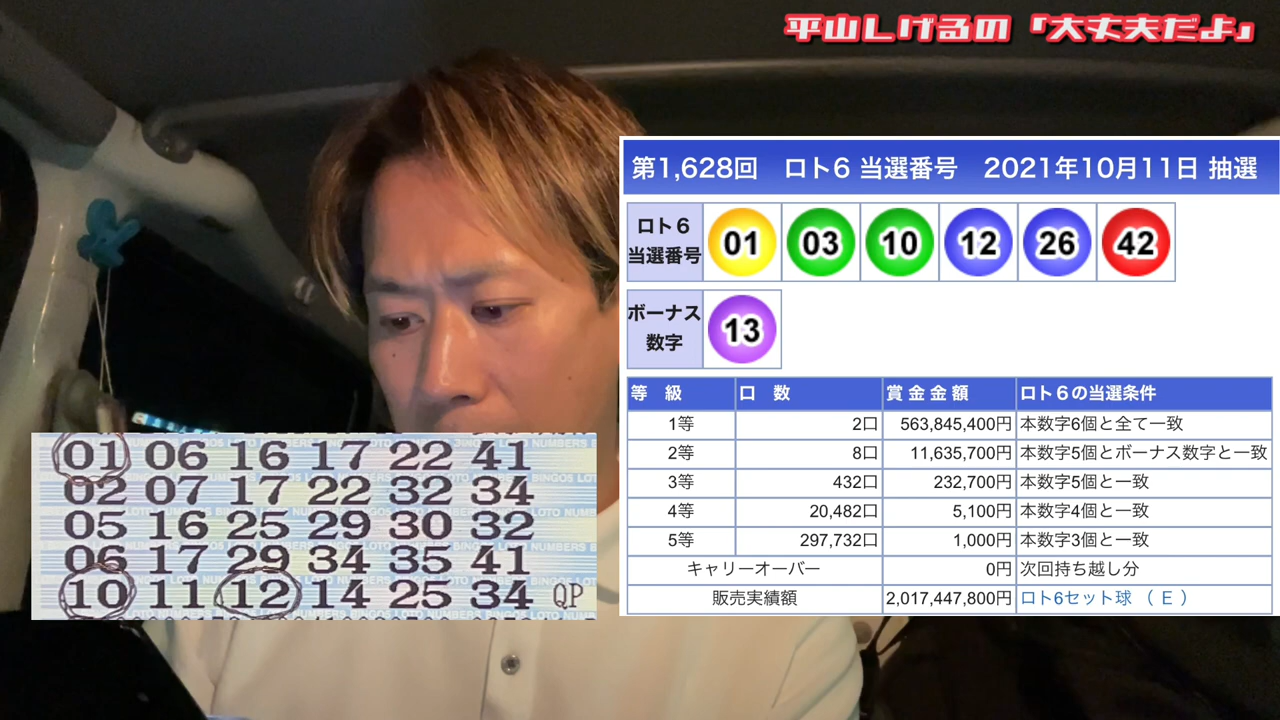 平山しげるの「大丈夫だよ」
第1,628回 ロト6 当選番号 2021年10月11日 抽選
ロト６当選番号 01 03 10 12 26 42
ボーナス数字 13
等 級 口 数 賞 金 金 額 ロト６の当選条件
1等 2口 563,845,400円 本数字6個と全て一致
2等 8口 11,635,700円 本数字5個とボーナス数字と一致
3等 432口 232,700円 本数字5個と一致
4等 20,482口 5,100円 本数字4個と一致
5等 297,732口 1,000円 本数字3個と一致
キャリーオーバー 0円 次回持ち越し分
販売実績額 2,017,447,800円 ロト6セット球 （ E ）
01 06 16 17 22 41
02 07 17 22 32 34
05 16 25 29 30 32
06 17 29 34 35 41
10 11 12 14 25 34 QP